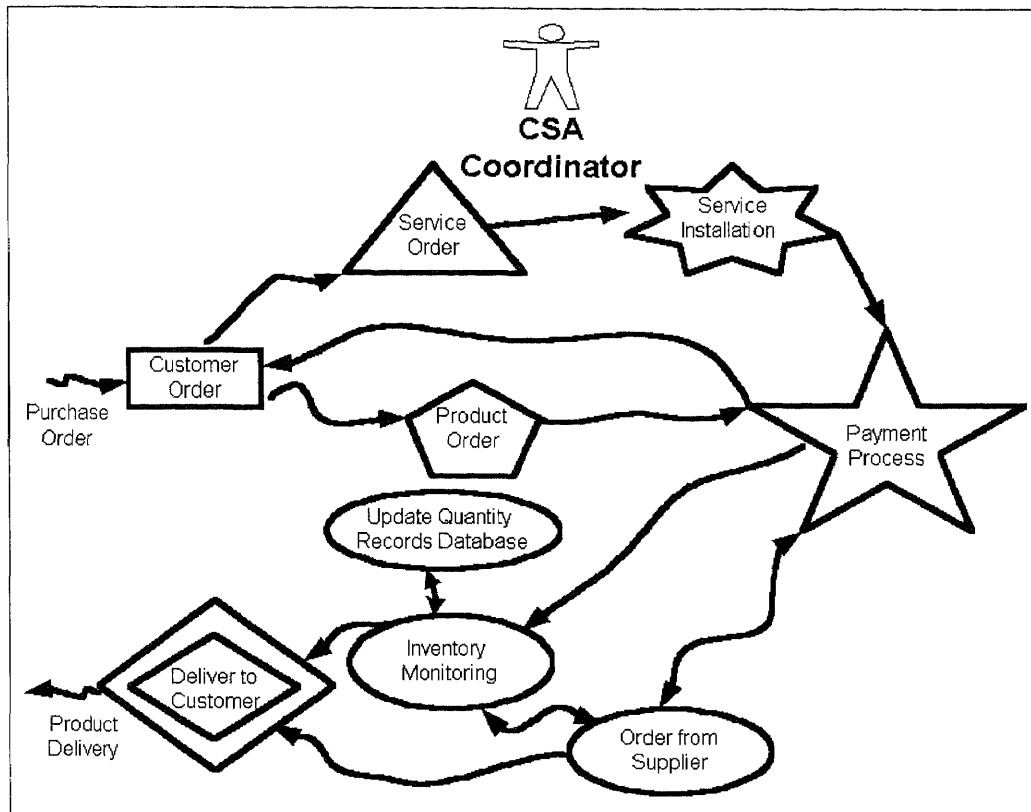 CSA
Coordinator
Service
Order
Service
Installation
Customer
Order
Purchase
Order
Product
Order
Payment
Process
Update Quantity
Records Database
Inventory
Monitoring
Deliver to
Customer
Product
Delivery
Order from
Supplier